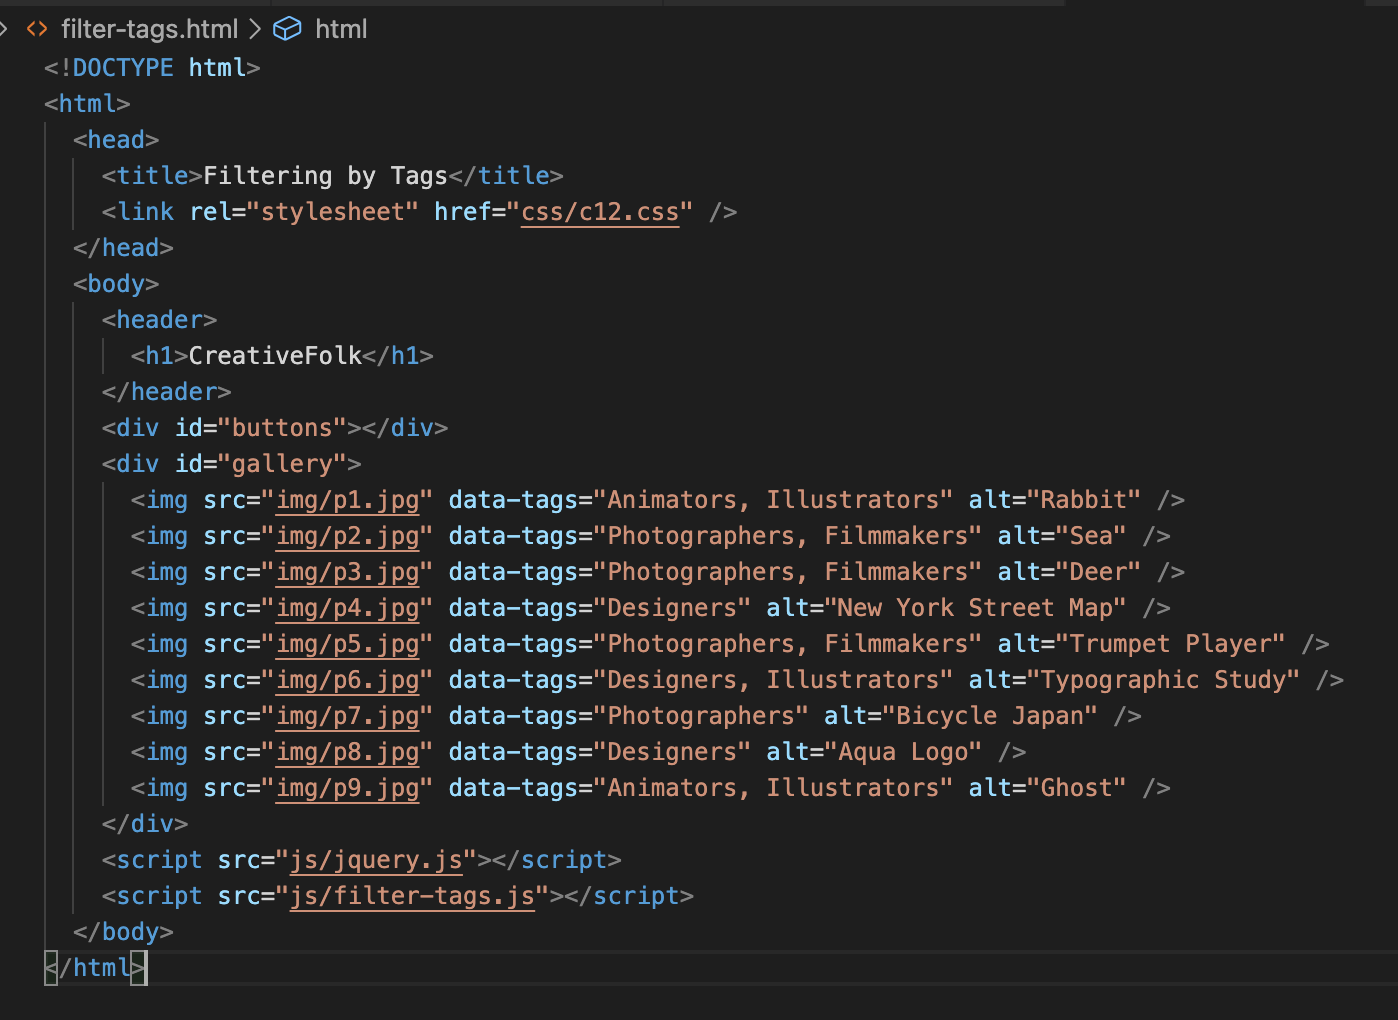 filter-tags.html > html
<!DOCTYPE html>
<html>
<head>
<title>Filtering by Tags</title>
<link rel="stylesheet" href="css/c12.css" />
</head>
<body>
<header>
<h1>CreativeFolk</h1>
</header>
<div id="buttons"></div>
<div id="gallery">
<img src="img/p1.jpg" data-tags="Animators, Illustrators" alt="Rabbit" />
<img src="img/p2.jpg" data-tags="Photographers, Filmmakers" alt="Sea" />
<img src="img/p3.jpg" data-tags="Photographers, Filmmakers" alt="Deer" />
<img src="img/p4.jpg" data-tags="Designers" alt="New York Street Map" />
<img src="img/p5.jpg" data-tags="Photographers, Filmmakers" alt="Trumpet Player" />
<img src="img/p6.jpg" data-tags="Designers, Illustrators" alt="Typographic Study" />
<img src="img/p7.jpg" data-tags="Photographers" alt="Bicycle Japan" />
<img src="img/p8.jpg" data-tags="Designers" alt="Aqua Logo" />
<img src="img/p9.jpg" data-tags="Animators, Illustrators" alt="Ghost" />
</div>
<script src="js/jquery.js"></script>
<script src="js/filter-tags.js"></script>
</body>
</html>